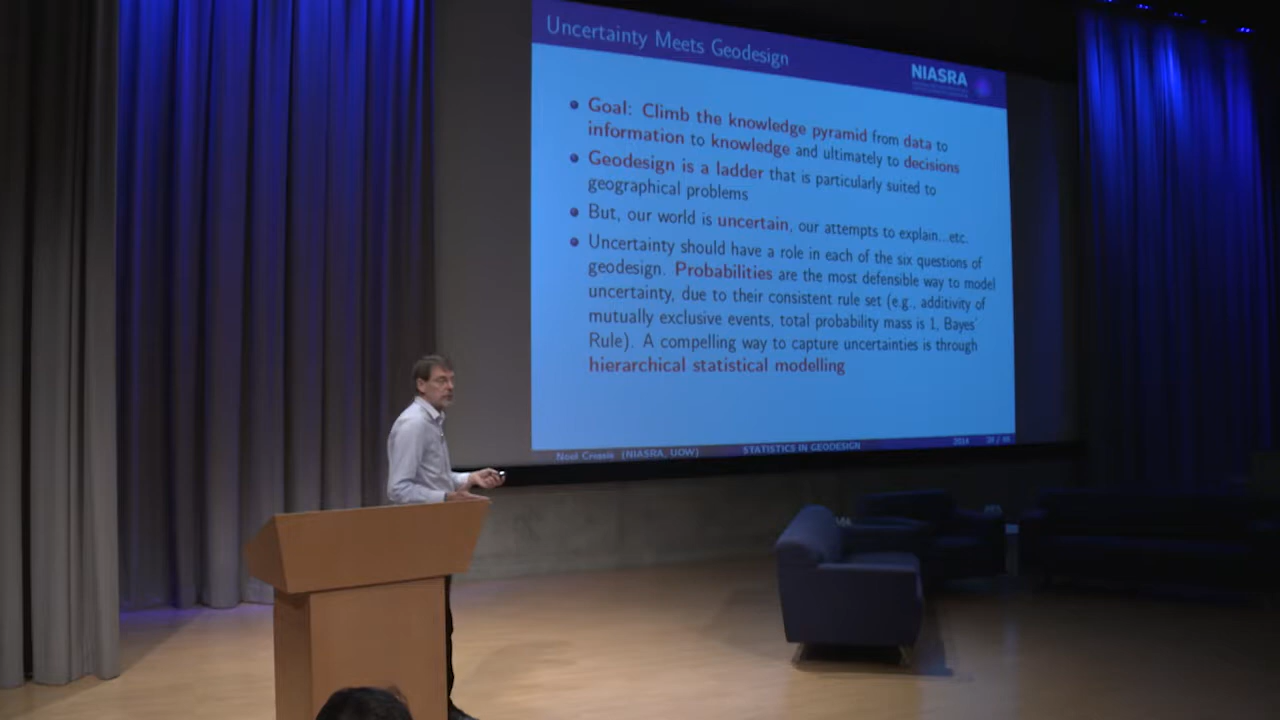 Uncertainty Meets Geodesign
NIASRA
Goal: Climb the knowledge pyramid from data to
information to knowledge and ultimately to decisions
Geodesign is a ladder that is particularly suited to
geographical problems
But, our world is uncertain, our attempts to explain...etc.
Uncertainty should have a role in each of the six questions of
geodesign. Probabilities are the most defensible way to model
uncertainty, due to their consistent rule set (e.g., additivity of
mutually exclusive events, total probability mass is 1, Bayes'
Rule). A compelling way to capture uncertainties is through
hierarchical statistical modelling
Noel Cressie (NIASRA, UOW)
STATISTICS IN GEODESIGN
2014